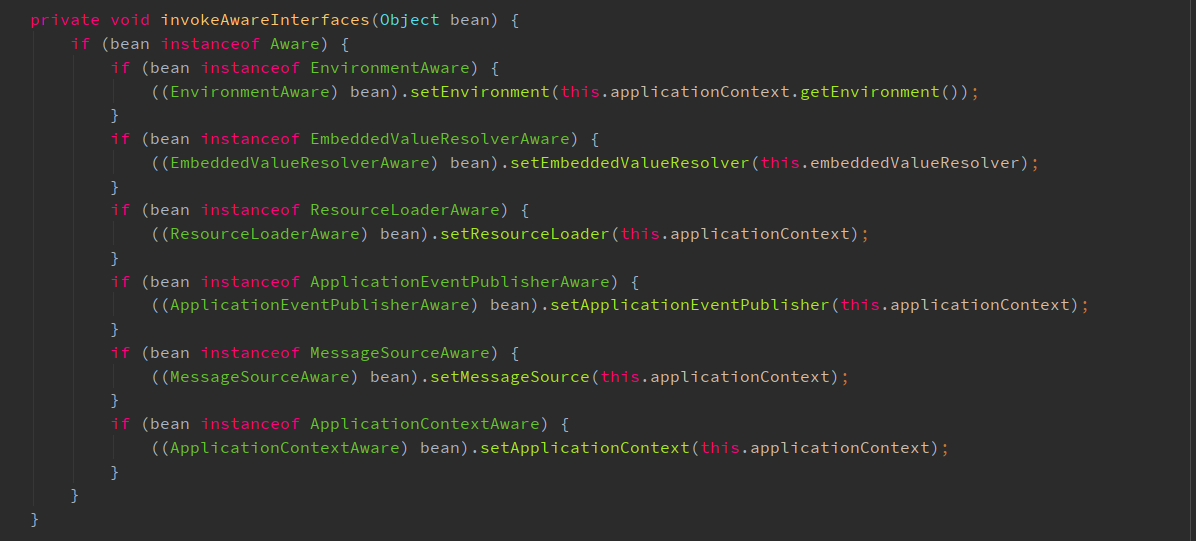 private void invokeAwareInterfaces(Object bean) {
    if (bean instanceof Aware) {
        if (bean instanceof EnvironmentAware) {
            ((EnvironmentAware) bean).setEnvironment(this.applicationContext.getEnvironment());
        }
        if (bean instanceof EmbeddedValueResolverAware) {
            ((EmbeddedValueResolverAware) bean).setEmbeddedValueResolver(this.embeddedValueResolver);
        }
        if (bean instanceof ResourceLoaderAware) {
            ((ResourceLoaderAware) bean).setResourceLoader(this.applicationContext);
        }
        if (bean instanceof ApplicationEventPublisherAware) {
            ((ApplicationEventPublisherAware) bean).setApplicationEventPublisher(this.applicationContext);
        }
        if (bean instanceof MessageSourceAware) {
            ((MessageSourceAware) bean).setMessageSource(this.applicationContext);
        }
        if (bean instanceof ApplicationContextAware) {
            ((ApplicationContextAware) bean).setApplicationContext(this.applicationContext);
        }
    }
}